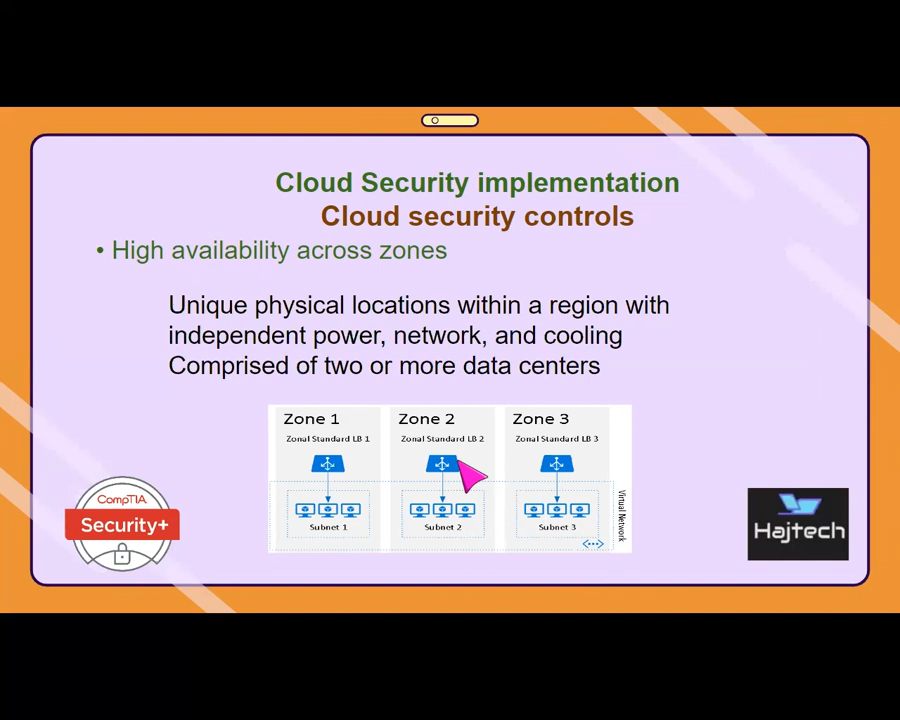 Cloud Security implementation
Cloud security controls
• High availability across zones
Unique physical locations within a region with
independent power, network, and cooling
Comprised of two or more data centers
Zone 1
Zone 2
Zone 3
Zonal Standard LB 1
Zonal Standard LB 2
Zonal Standard LB 3
Subnet 1
Subnet 2
Subnet 3
Virtual Network
CompTIA
Security+
Hajtech